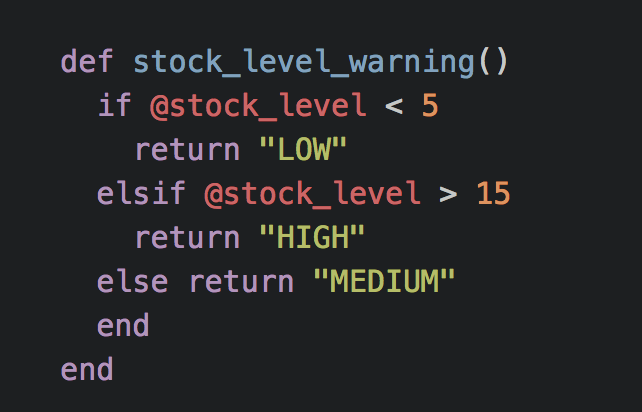 def stock_level_warning()
  if @stock_level < 5
    return "LOW"
  elsif @stock_level > 15
    return "HIGH"
  else return "MEDIUM"
  end
end